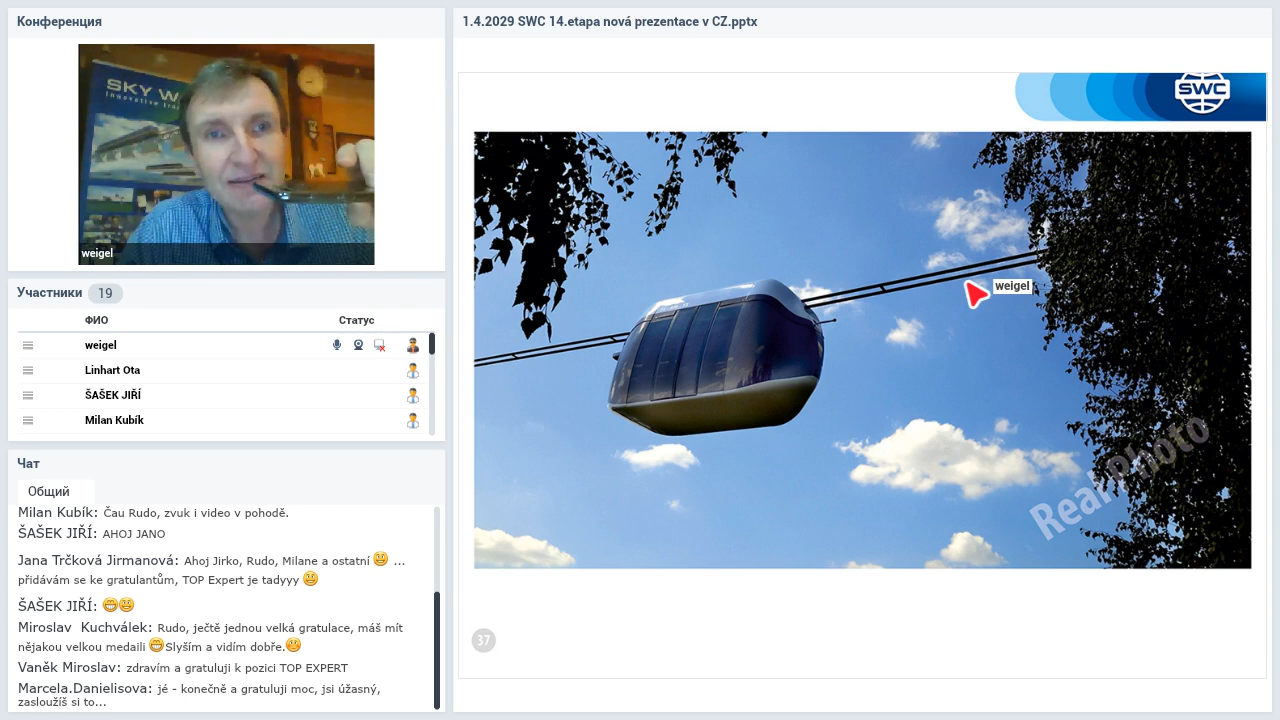 Конференция
SKY W
Innovative
weigel
Участники 19
ФИО Статус
weigel
Linhart Ota
ŠAŠEK JIŘÍ
Milan Kubík
Чат
Общий
Milan Kubík: Čau Rudo, zvuk i video v pohodě.
ŠAŠEK JIŘÍ: AHOJ JANO
Jana Trčková Jirmanová: Ahoj Jirko, Rudo, Milane a ostatní ...
přidávám se ke gratulantům, TOP Expert je tadyyy
ŠAŠEK JIŘÍ:
Miroslav Kuchválek: Rudo, ječtě jednou velká gratulace, máš mít
nějakou velkou medaili Slyším a vidím dobře.
Vaněk Miroslav: zdravím a gratuluji k pozici TOP EXPERT
Marcela.Danielisova: jé - konečně a gratuluji moc, jsi úžasný,
zasloužíš si to...
1.4.2029 SWC 14.etapa nová prezentace v CZ.pptx
SWC
weigel
Real Photo
37